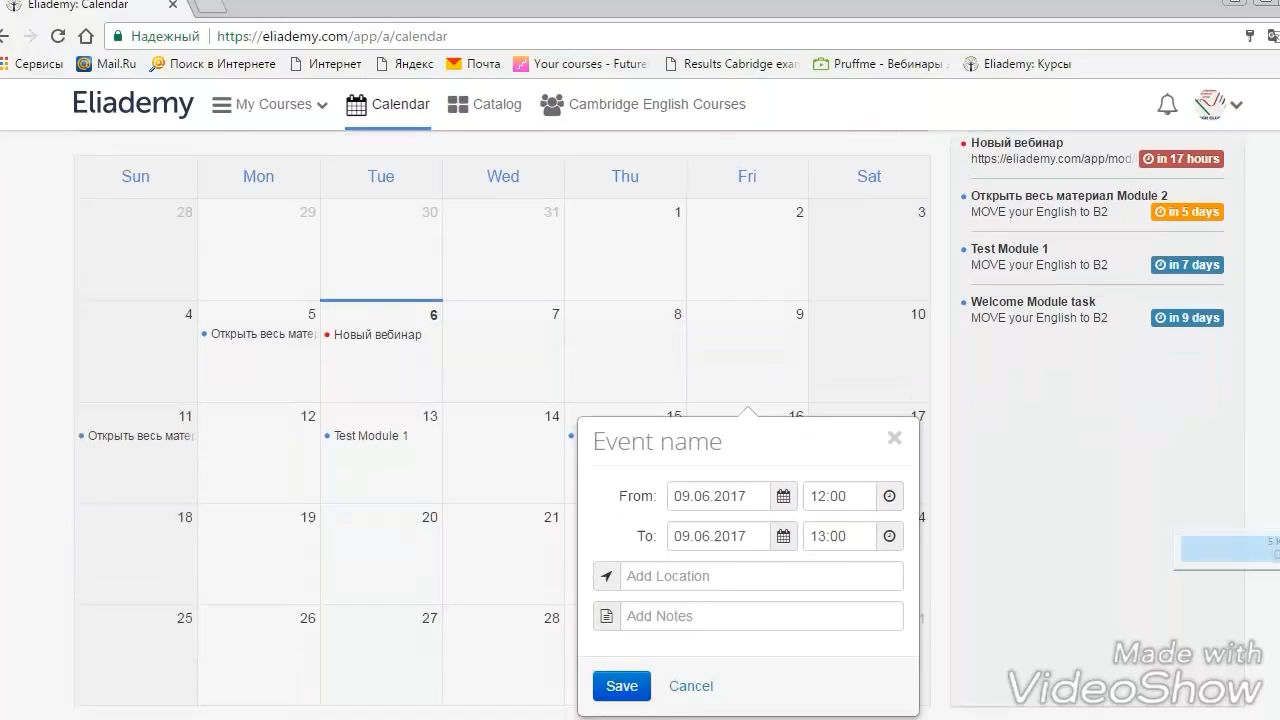 Eliademy: Calendar
Надежный https://eliademy.com/app/a/calendar
Сервисы Mail.Ru Поиск в Интернете Интернет Яндекс Почта Your courses - Future Results Cabridge exam Pruffme - Вебинары Eliademy: Курсы
Eliademy My Courses Calendar Catalog Cambridge English Courses
Sun Mon Tue Wed Thu Fri Sat
28 29 30 31 1 2 3
4 5 6 7 8 9 10
Открыть весь мате Новый вебинар
11 12 13 14 15 16 17
Открыть весь мате Test Module 1
18 19 20 21
25 26 27 28
Event name
From: 09.06.2017 12:00
To: 09.06.2017 13:00
Add Location
Add Notes
Save Cancel
Новый вебинар
https://eliademy.com/app/mod in 17 hours
Открыть весь материал Module 2
MOVE your English to B2 in 5 days
Test Module 1
MOVE your English to B2 in 7 days
Welcome Module task
MOVE your English to B2 in 9 days
Made with
VideoShow